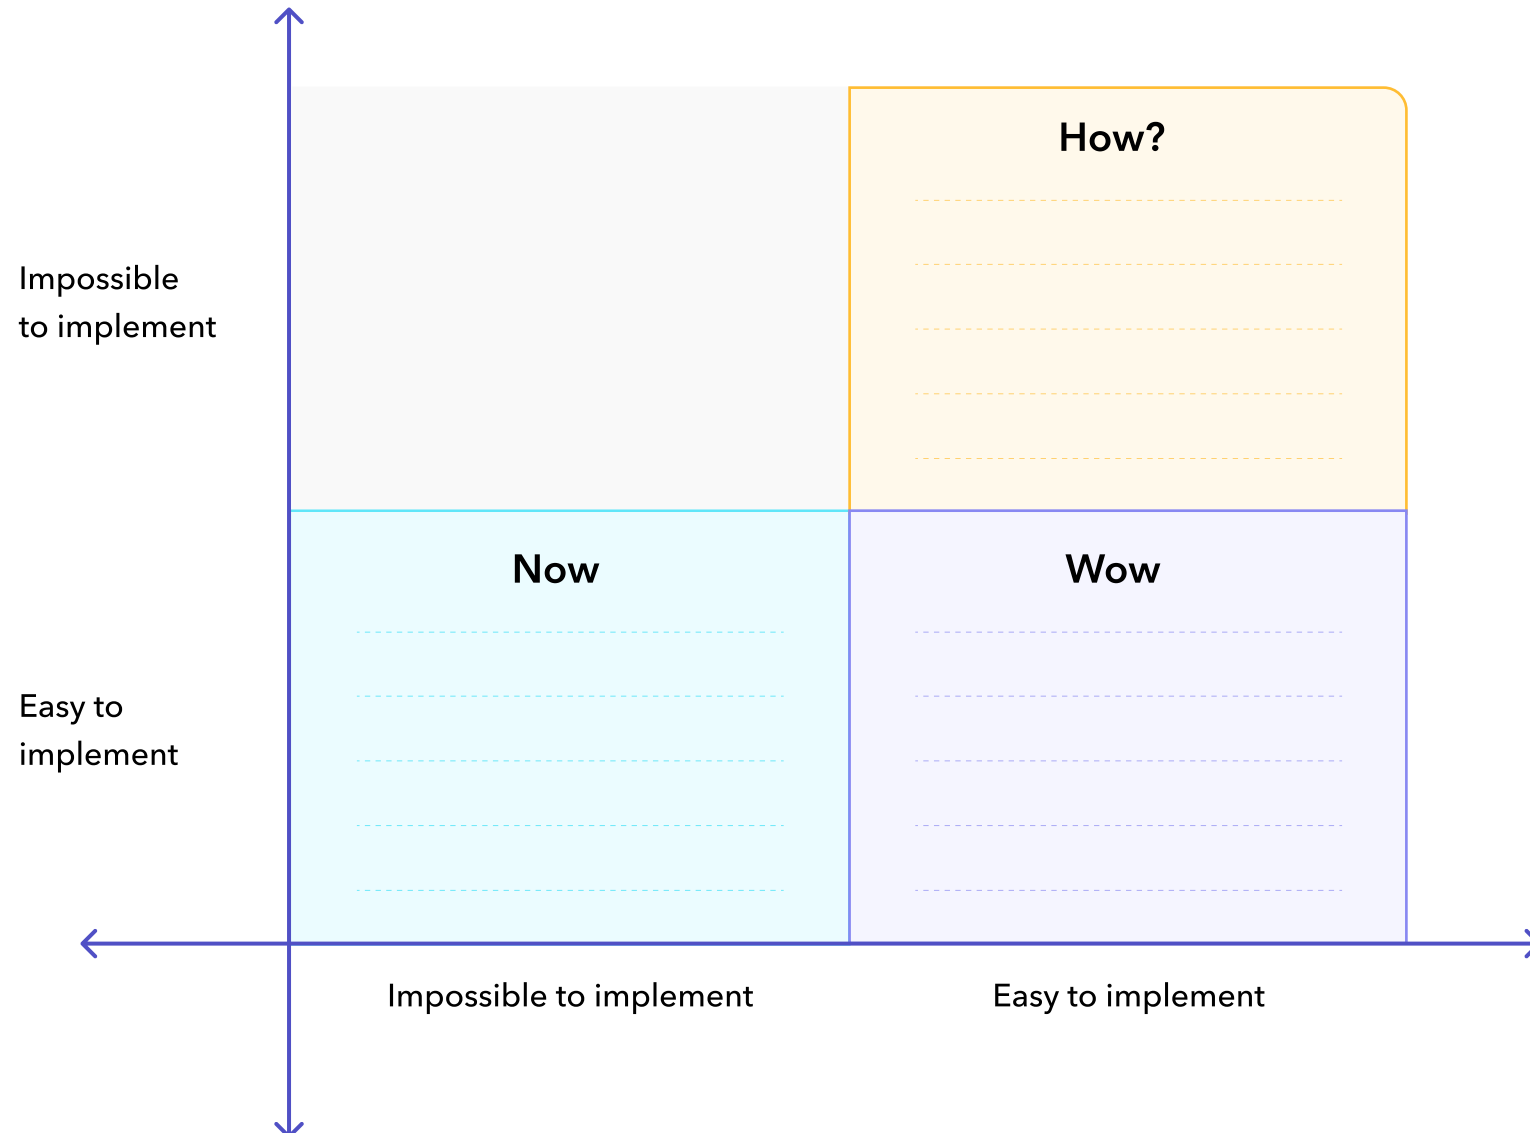 How?
Impossible
to implement
Now
Wow
Easy to
implement
Impossible to implement
Easy to implement